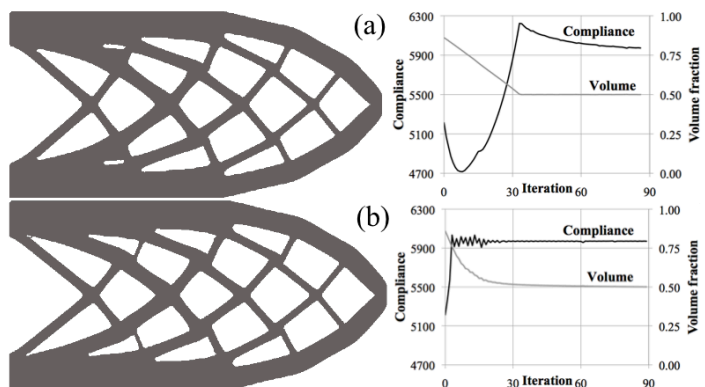 (a)
6300
5900
5500
5100
4700
Compliance
Compliance
Volume
1.00
0.75
0.50
0.25
0.00
Volume fraction
0
30
60
90
Iteration
(b)
6300
5900
5500
5100
4700
Compliance
Compliance
Volume
1.00
0.75
0.50
0.25
0.00
Volume fraction
0
30
60
90
Iteration